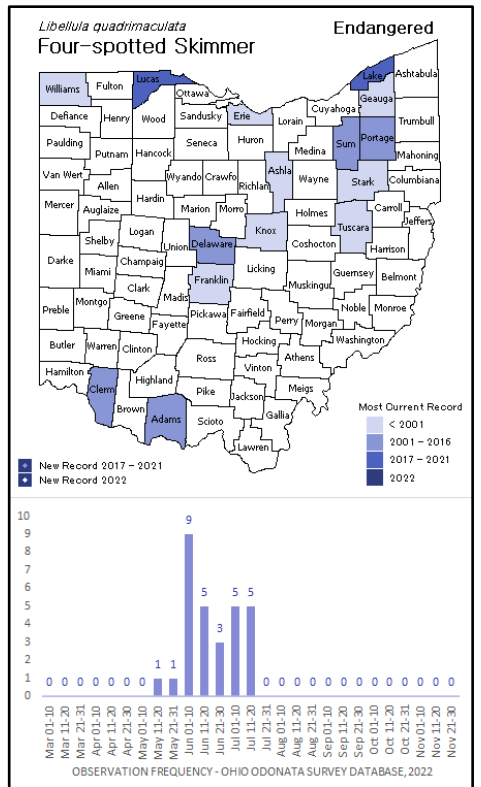 Libellula quadrimaculata
Four-spotted Skimmer
Endangered
Williams Fulton Lucas Ottawa Lake Ashtabula
Geauga
Defiance Henry Wood Sandusky Erie Lorain Cuyahoga Trumbull
Paulding Putnam Hancock Seneca Huron Medina Sum Portage Mahoning
Van Wert Allen Wyando Crawfo Richlan Ashla Wayne Stark Columbiana
Mercer Auglaize Hardin Marion Morro Holmes Tuscara Carroll Jeffers
Shelby Logan Union Delaware Knox Coshocton Harrison
Darke Miami Champaig Franklin Licking Muskingu Guernsey Belmont
Preble Montgo Clark Madis Pickawa Fairfield Perry Morgan Noble Monroe
Greene Fayette Washington
Butler Warren Clinton Ross Hocking Athens
Hamilton Clerm Highland Vinton Meigs
Brown Adams Pike Jackson Gallia
Scioto Lawren
Most Current Record
< 2001
2001 - 2016
2017 - 2021
2022
New Record 2017 - 2021
New Record 2022
10
9
8
7
6
5
4
3
2
1
0
0 0 0 0 0 0 0 1 1 9 5 3 5 5 0 0 0 0 0 0 0 0 0 0 0 0 0
Mar 01-10
Mar 11-20
Mar 21-31
Apr 01-10
Apr 11-20
Apr 21-30
May 01-10
May 11-20
May 21-31
Jun 01-10
Jun 11-20
Jun 21-30
Jul 01-10
Jul 11-20
Jul 21-31
Aug 01-10
Aug 11-20
Aug 21-31
Sep 01-10
Sep 11-20
Sep 21-30
Oct 01-10
Oct 11-20
Oct 21-31
Nov 01-10
Nov 11-20
Nov 21-30
OBSERVATION FREQUENCY - OHIO ODONATA SURVEY DATABASE, 2022